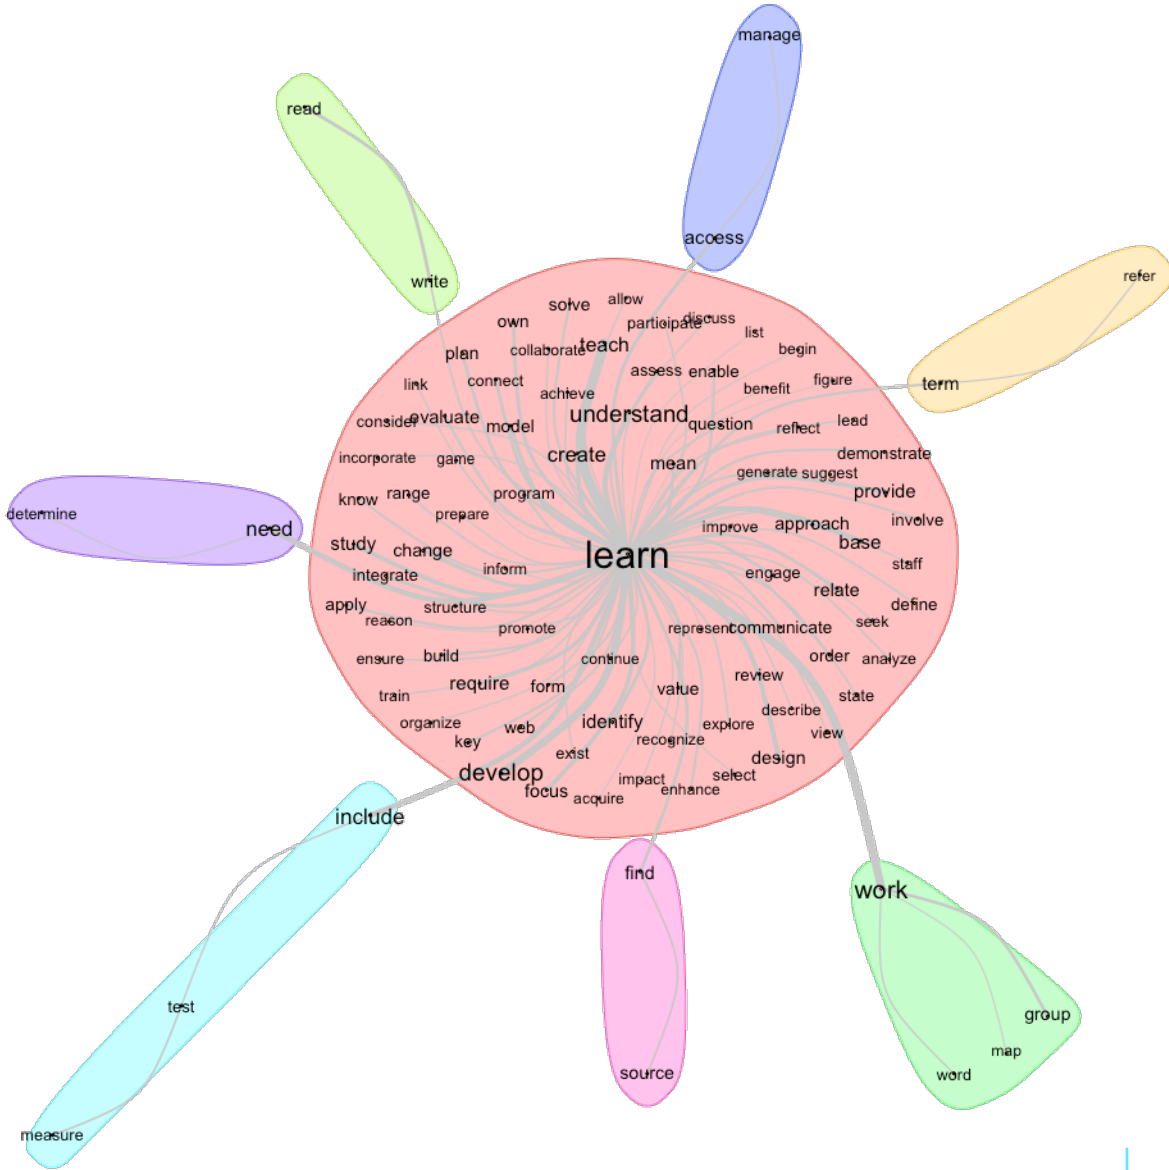 manage
read
access
refer
write
allow
solve
discuss
own
participate
list
teach
begin
collaborate
plan
assess
enable
figure
connect
link
benefit
achieve
term
understand
evaluate
lead
consider
question
model
reflect
create
demonstrate
incorporate
game
mean
generate
suggest
provide
program
range
know
determine
prepare
involve
approach
improve
need
base
study
change
learn
staff
inform
engage
integrate
relate
define
apply
structure
reason
seek
promote
represent
communicate
build
order
ensure
continue
analyze
review
require
form
value
train
state
describe
organize
identify
explore
web
view
key
recognize
exist
design
develop
select
impact
focus
enhance
acquire
include
find
work
test
group
map
source
word
measure